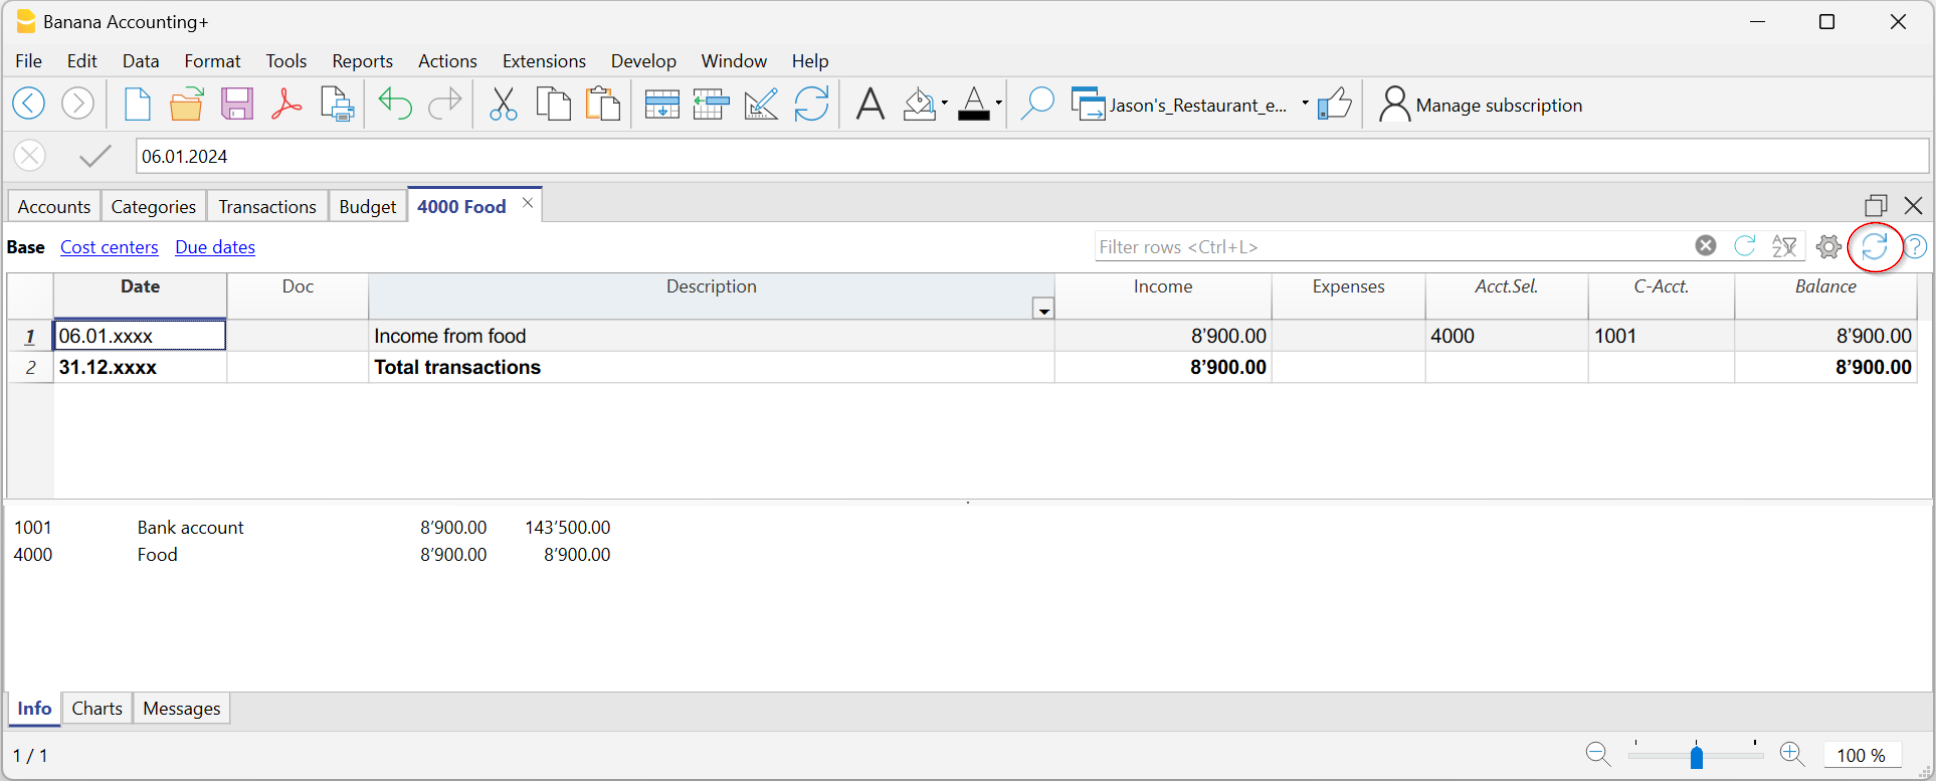 Banana Accounting+
File Edit Data Format Tools Reports Actions Extensions Develop Window Help
Jason's_Restaurant_e... Manage subscription
06.01.2024
Accounts Categories Transactions Budget 4000 Food
Base Cost centers Due dates Filter rows <Ctrl+L>
Date Doc Description Income Expenses Acct.Sel. C-Acct. Balance
1 06.01.xxxx Income from food 8'900.00 4000 1001 8'900.00
2 31.12.xxxx Total transactions 8'900.00 8'900.00
1001 Bank account 8'900.00 143'500.00
4000 Food 8'900.00 8'900.00
Info Charts Messages
1 / 1 100 %